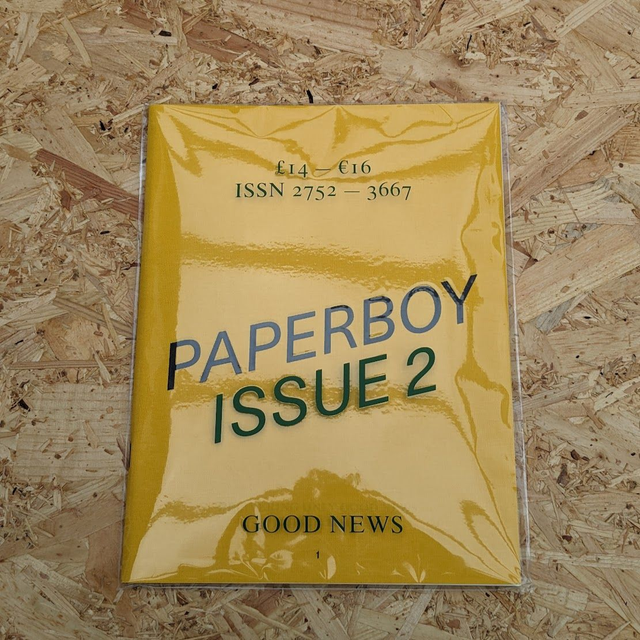 £14 — €16
ISSN 2752 — 3667
PAPERBOY
ISSUE 2
GOOD NEWS
1